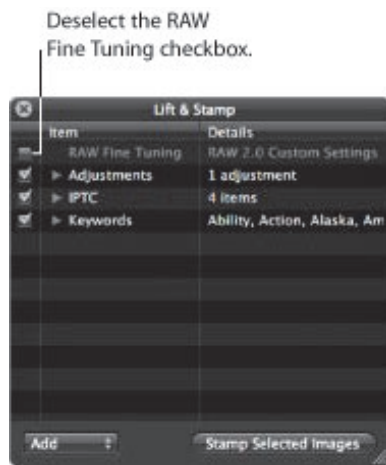 Deselect the RAW
Fine Tuning checkbox.
Lift & Stamp
Item Details
RAW Fine Tuning RAW 2.0 Custom Settings
Adjustments 1 adjustment
IPTC 4 items
Keywords Ability, Action, Alaska, Am
Add Stamp Selected Images